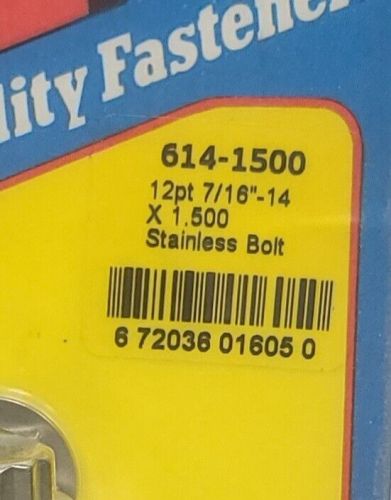 lity Fastene
614-1500
12pt 7/16"-14
X 1.500
Stainless Bolt
6 72036 01605 0